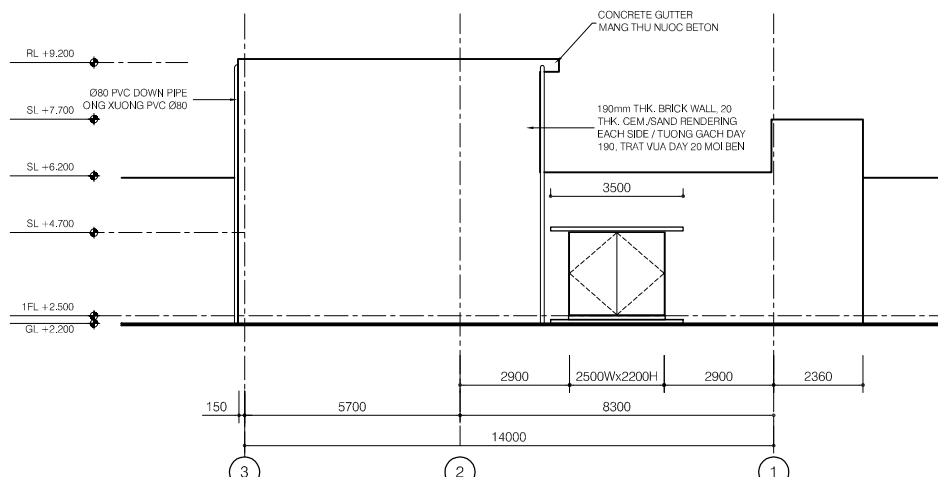 CONCRETE GUTTER
MANG THU NUOC BETON
RL +9.200
Ø80 PVC DOWN PIPE
ONG XUONG PVC Ø80
SL +7.700
190mm THK. BRICK WALL, 20
THK. CEM./SAND RENDERING
EACH SIDE / TUONG GACH DAY
190, TRAT VUA DAY 20 MOI BEN
SL +6.200
3500
SL +4.700
1FL +2.500
GL +2.200
2900
2500Wx2200H
2900
2360
150
5700
8300
14000
3
2
1